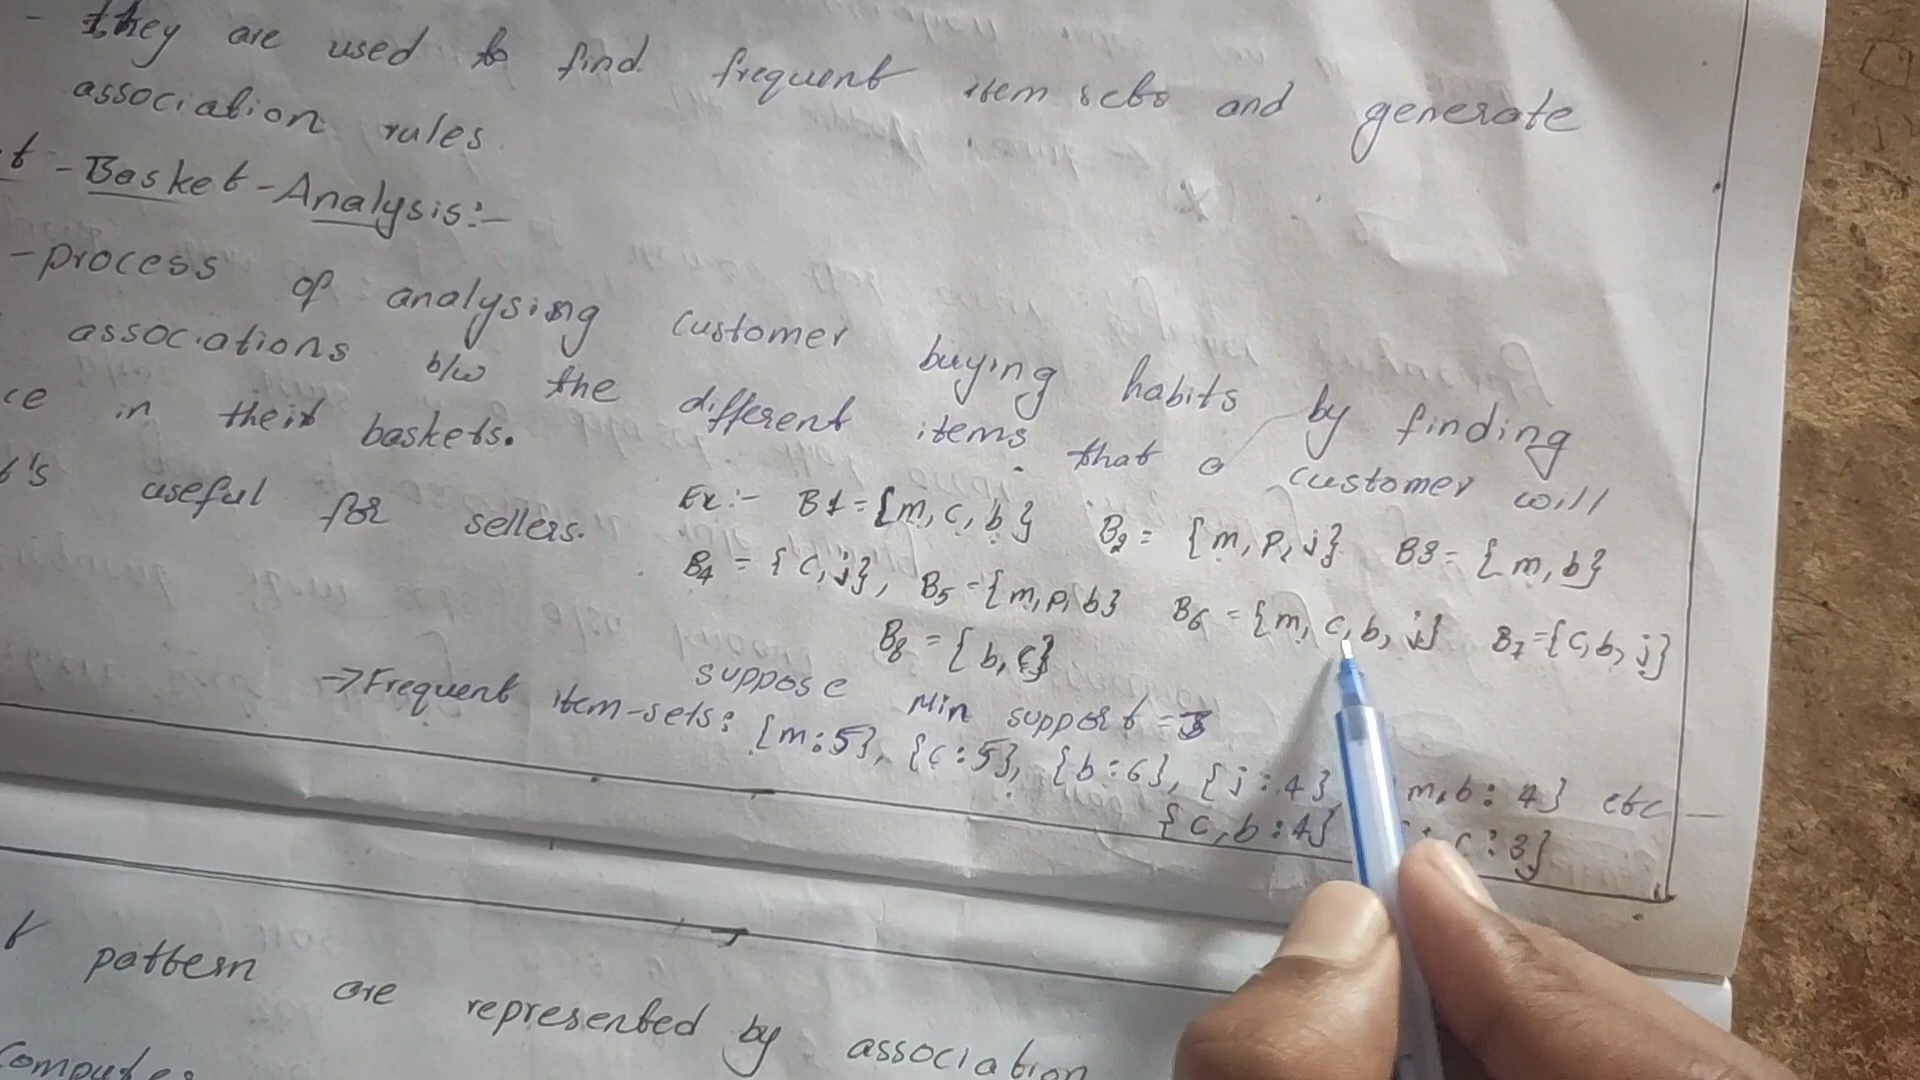 - they are used to find frequent item sets and generate
association rules
t - Basket - Analysis :-
- process of analysing customer buying habits by finding
associations b/w the different items that a customer will
ce in their baskets.
t's useful for sellers.
Ex:- B1 = {m, c, b} B2 = {m, p, j} B3 = {m, b}
B4 = {c, j}, B5 = {m, p, b} B6 = {m, c, b, j} B7 = {c, b, j}
B8 = {b, c}
suppose Min support = 3
→ Frequent item-sets: {m:5}, {c:5}, {b:6}, {j:4} m,b: 4} etc
{c, b:4} c:3}
t pattern are represented by association